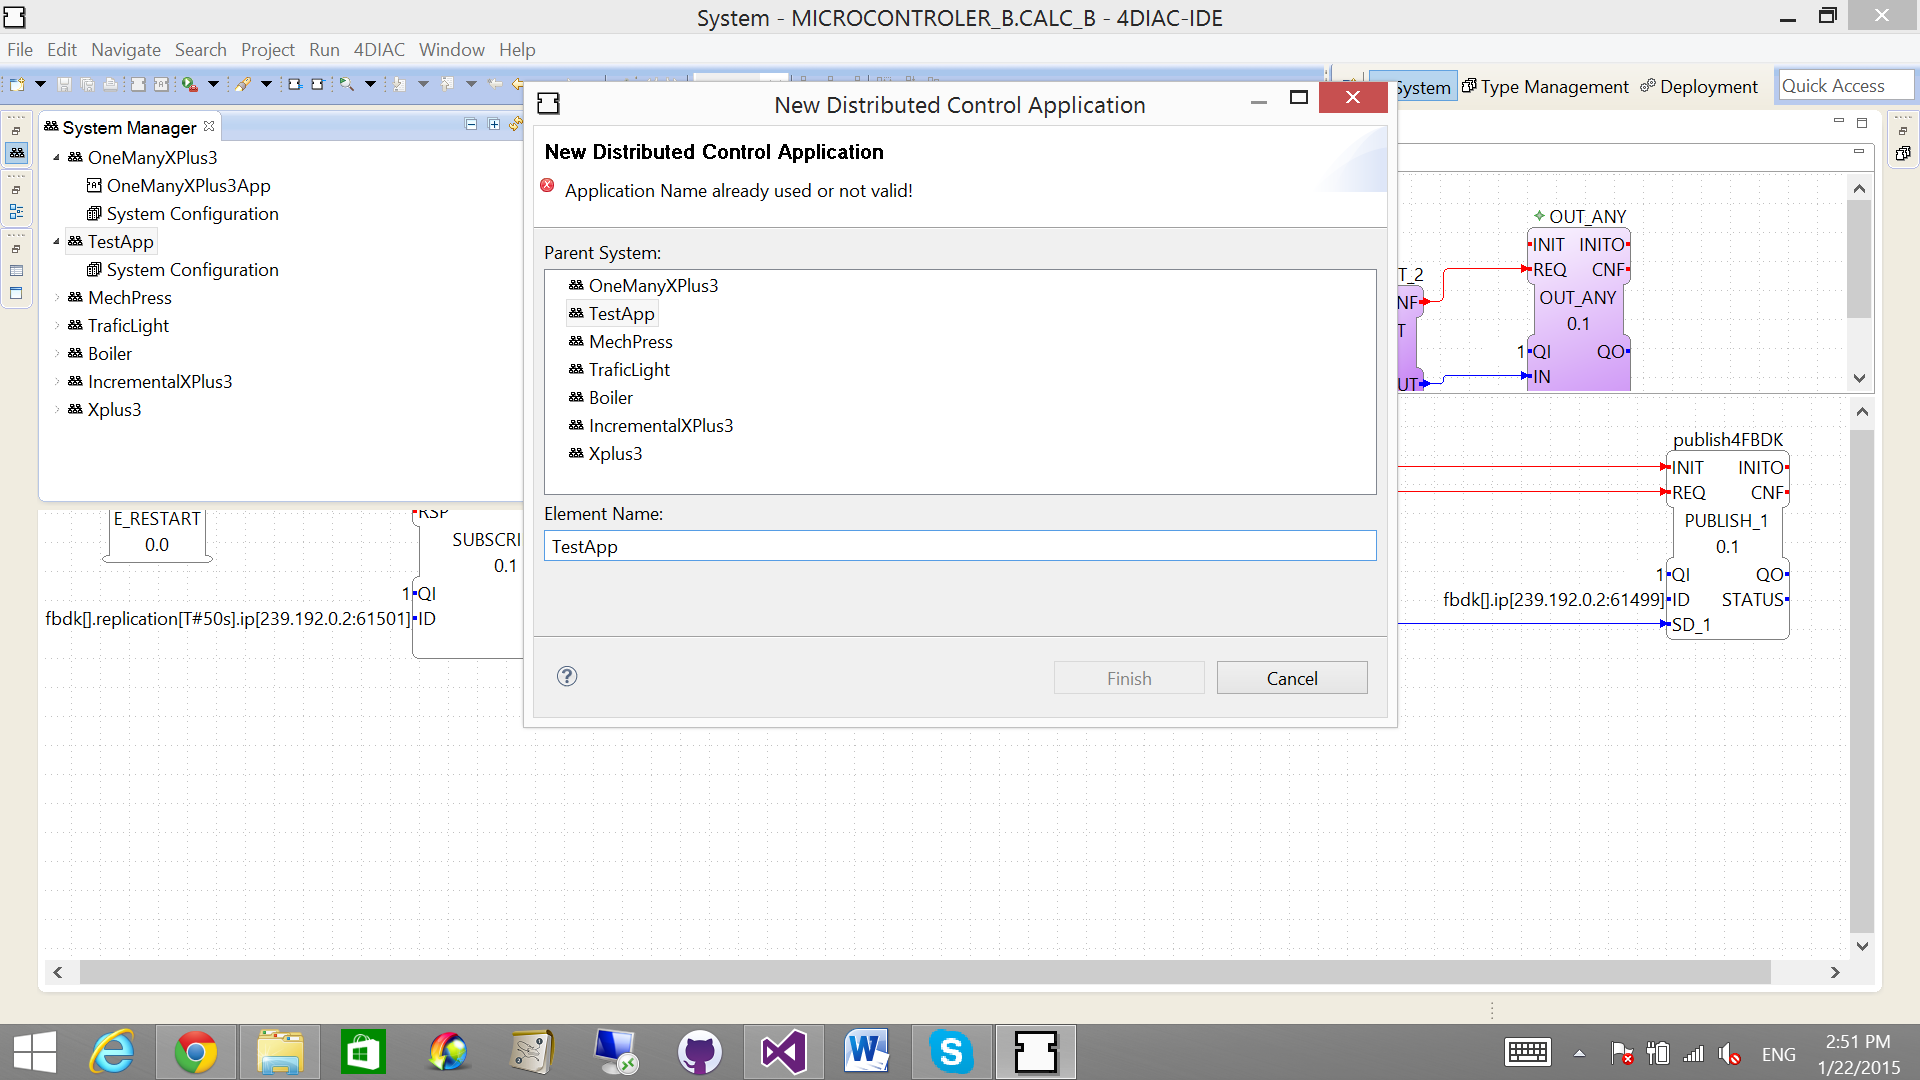 System - MICROCONTROLER_B.CALC_B - 4DIAC-IDE
File Edit Navigate Search Project Run 4DIAC Window Help
System Type Management Deployment Quick Access
System Manager
OneManyXPlus3
OneManyXPlus3App
System Configuration
TestApp
System Configuration
MechPress
TraficLight
Boiler
IncrementalXPlus3
Xplus3
New Distributed Control Application
New Distributed Control Application
Application Name already used or not valid!
Parent System:
OneManyXPlus3
TestApp
MechPress
TraficLight
Boiler
IncrementalXPlus3
Xplus3
Element Name:
TestApp
Finish Cancel
OUT_ANY
INIT INITO
REQ CNF
OUT_ANY
0.1
1 QI QO
IN
T_2
NF
T
UT
E_RESTART
0.0
RSP
SUBSCRI
0.1
1 QI
fbdk[].replication[T#50s].ip[239.192.0.2:61501] ID
publish4FBDK
INIT INITO
REQ CNF
PUBLISH_1
0.1
1 QI QO
fbdk[].ip[239.192.0.2:61499] ID STATUS
SD_1
ENG
2:51 PM
1/22/2015